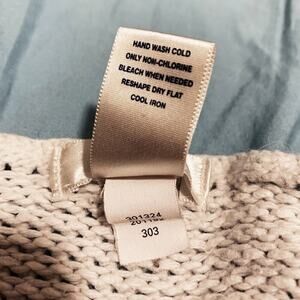 HAND WASH COLD
ONLY NON-CHLORINE
BLEACH WHEN NEEDED
RESHAPE DRY FLAT
COOL IRON
301324
303